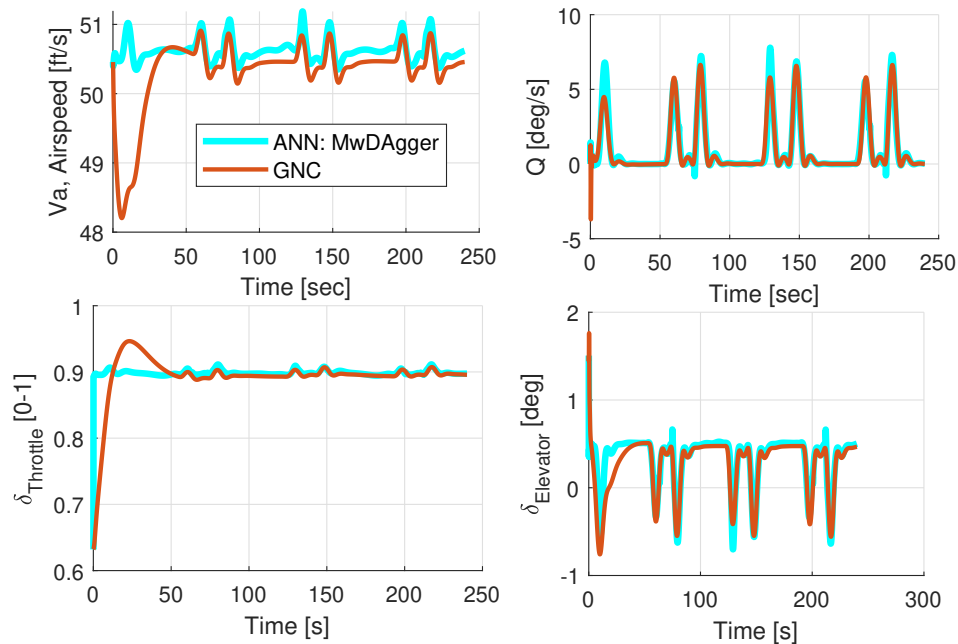 51
50
49
48
Va, Airspeed [ft/s]
0 50 100 150 200 250
Time [sec]
ANN: MwDAgger
GNC
10
5
0
-5
Q [deg/s]
0 50 100 150 200 250
Time [sec]
1
0.9
0.8
0.7
0.6
δThrottle [0-1]
0 50 100 150 200 250
Time [s]
2
1
0
-1
δElevator [deg]
0 100 200 300
Time [s]